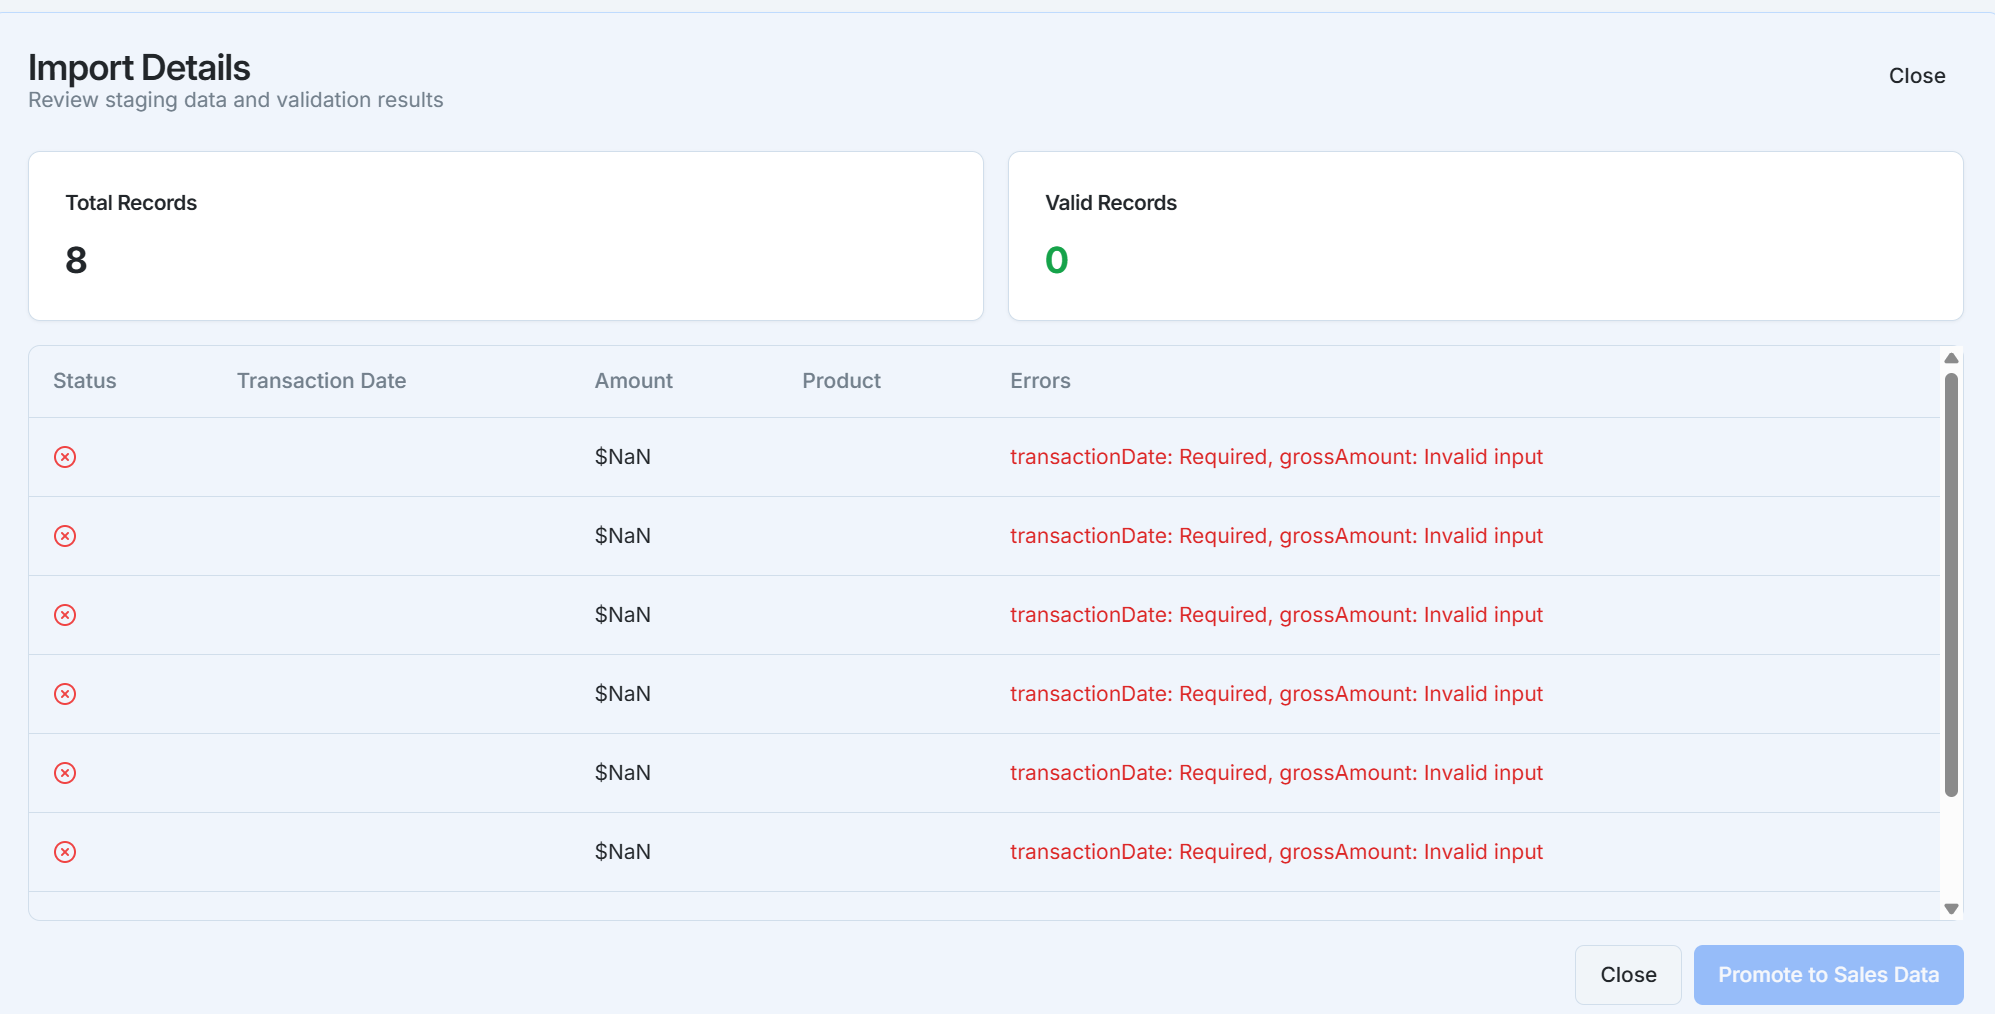 Import Details
Close
Review staging data and validation results
Total Records
8
Valid Records
0
Status Transaction Date Amount Product Errors
$NaN transactionDate: Required, grossAmount: Invalid input
$NaN transactionDate: Required, grossAmount: Invalid input
$NaN transactionDate: Required, grossAmount: Invalid input
$NaN transactionDate: Required, grossAmount: Invalid input
$NaN transactionDate: Required, grossAmount: Invalid input
$NaN transactionDate: Required, grossAmount: Invalid input
Close Promote to Sales Data